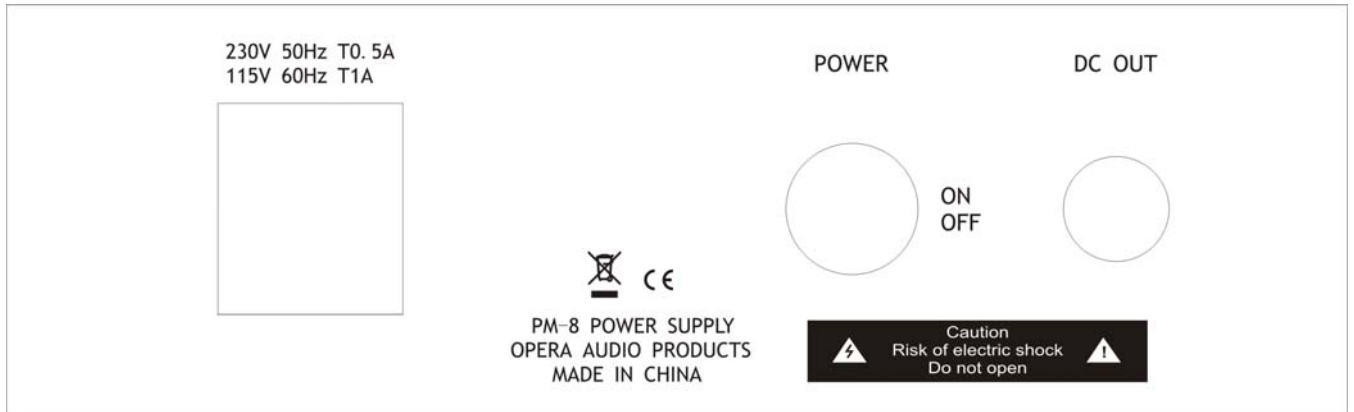 230V 50Hz T0.5A
115V 60Hz T1A
POWER
DC OUT
ON
OFF
CE
PM-8 POWER SUPPLY
OPERA AUDIO PRODUCTS
MADE IN CHINA
Caution
Risk of electric shock
Do not open